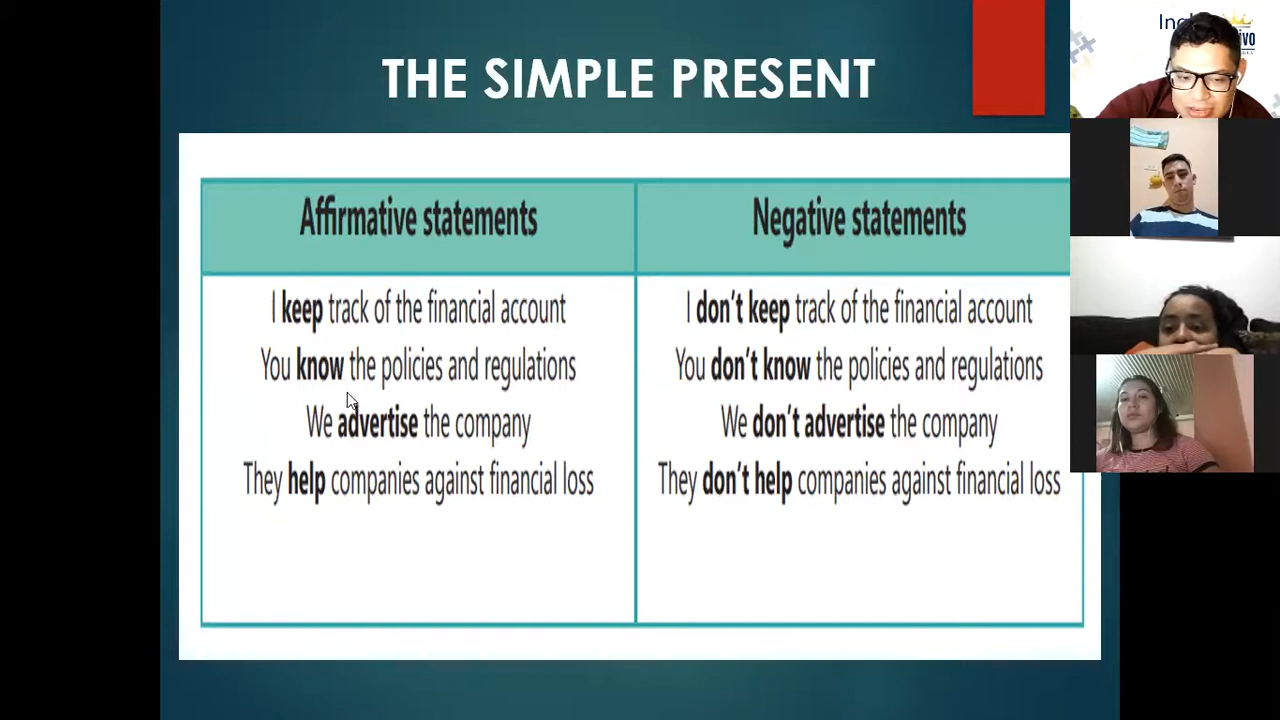 THE SIMPLE PRESENT
Affirmative statements
Negative statements
I keep track of the financial account
I don't keep track of the financial account
You know the policies and regulations
You don't know the policies and regulations
We advertise the company
We don't advertise the company
They help companies against financial loss
They don't help companies against financial loss